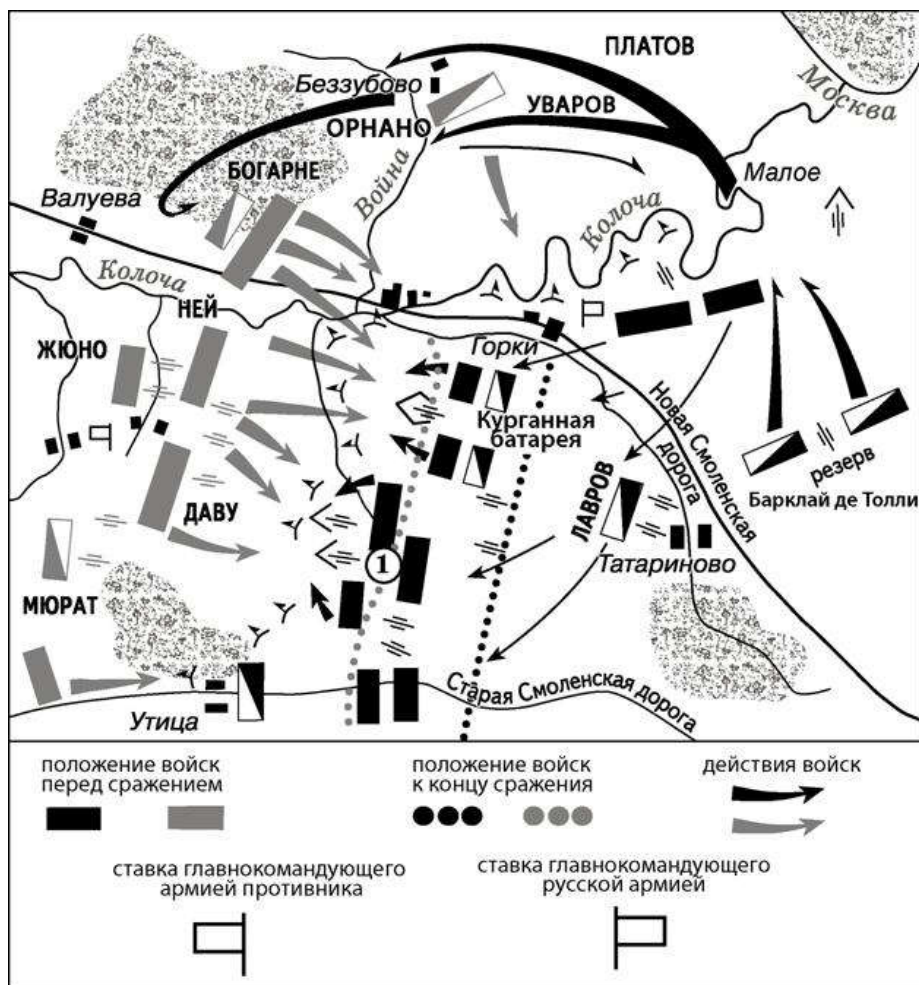 ПЛАТОВ
Москва
Беззубово
УВАРОВ
ОРНАНО
БОГАРНЕ
Война
Малое
Валуева
Колоча
Колоча
НЕЙ
ЖЮНО
Горки
Курганная
батарея
Новая Смоленская
дорога
резерв
Барклай де Толли
ДАВУ
ЛАВРОВ
Татариново
1
МЮРАТ
Старая Смоленская дорога
Утица
положение войск
перед сражением
положение войск
к концу сражения
действия войск
ставка главнокомандующего
армией противника
ставка главнокомандующего
русской армией